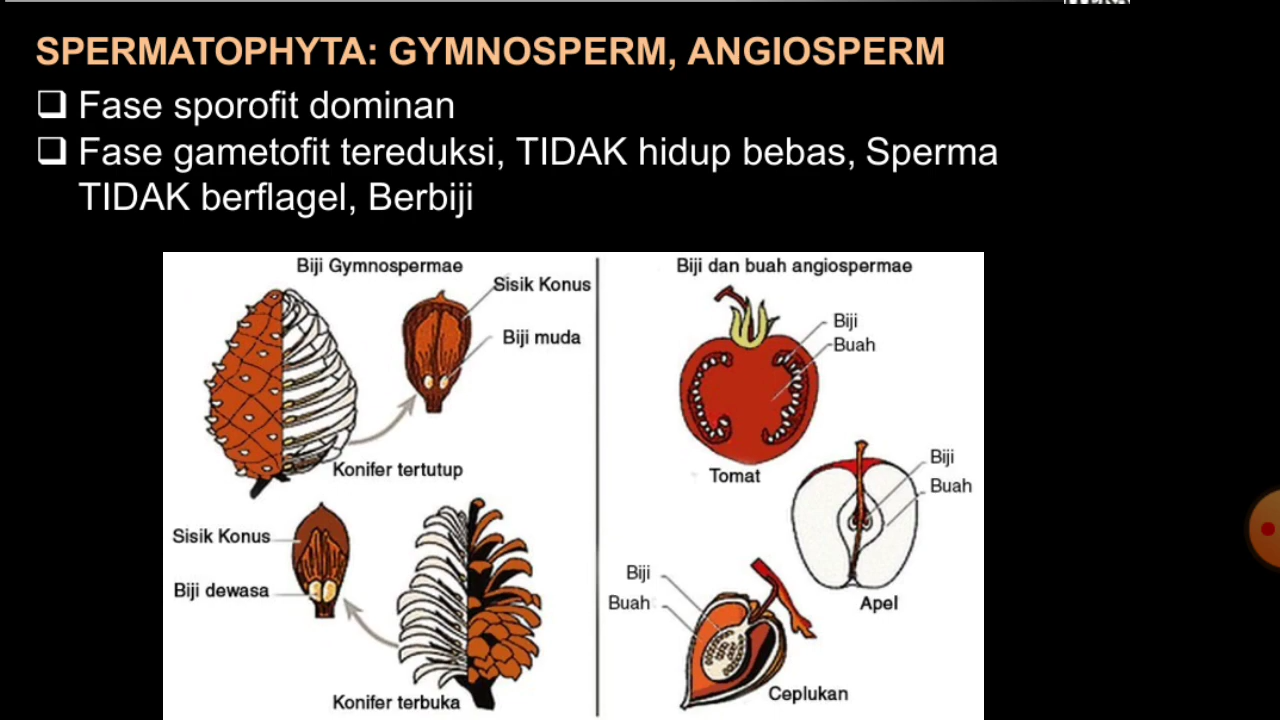 SPERMATOPHYTA: GYMNOSPERM, ANGIOSPERM
❑ Fase sporofit dominan
❑ Fase gametofit tereduksi, TIDAK hidup bebas, Sperma
TIDAK berflagel, Berbiji
Biji Gymnospermae
Sisik Konus
Biji muda
Konifer tertutup
Sisik Konus
Biji dewasa
Konifer terbuka
Biji dan buah angiospermae
Biji
Buah
Tomat
Biji
Buah
Apel
Biji
Buah
Ceplukan